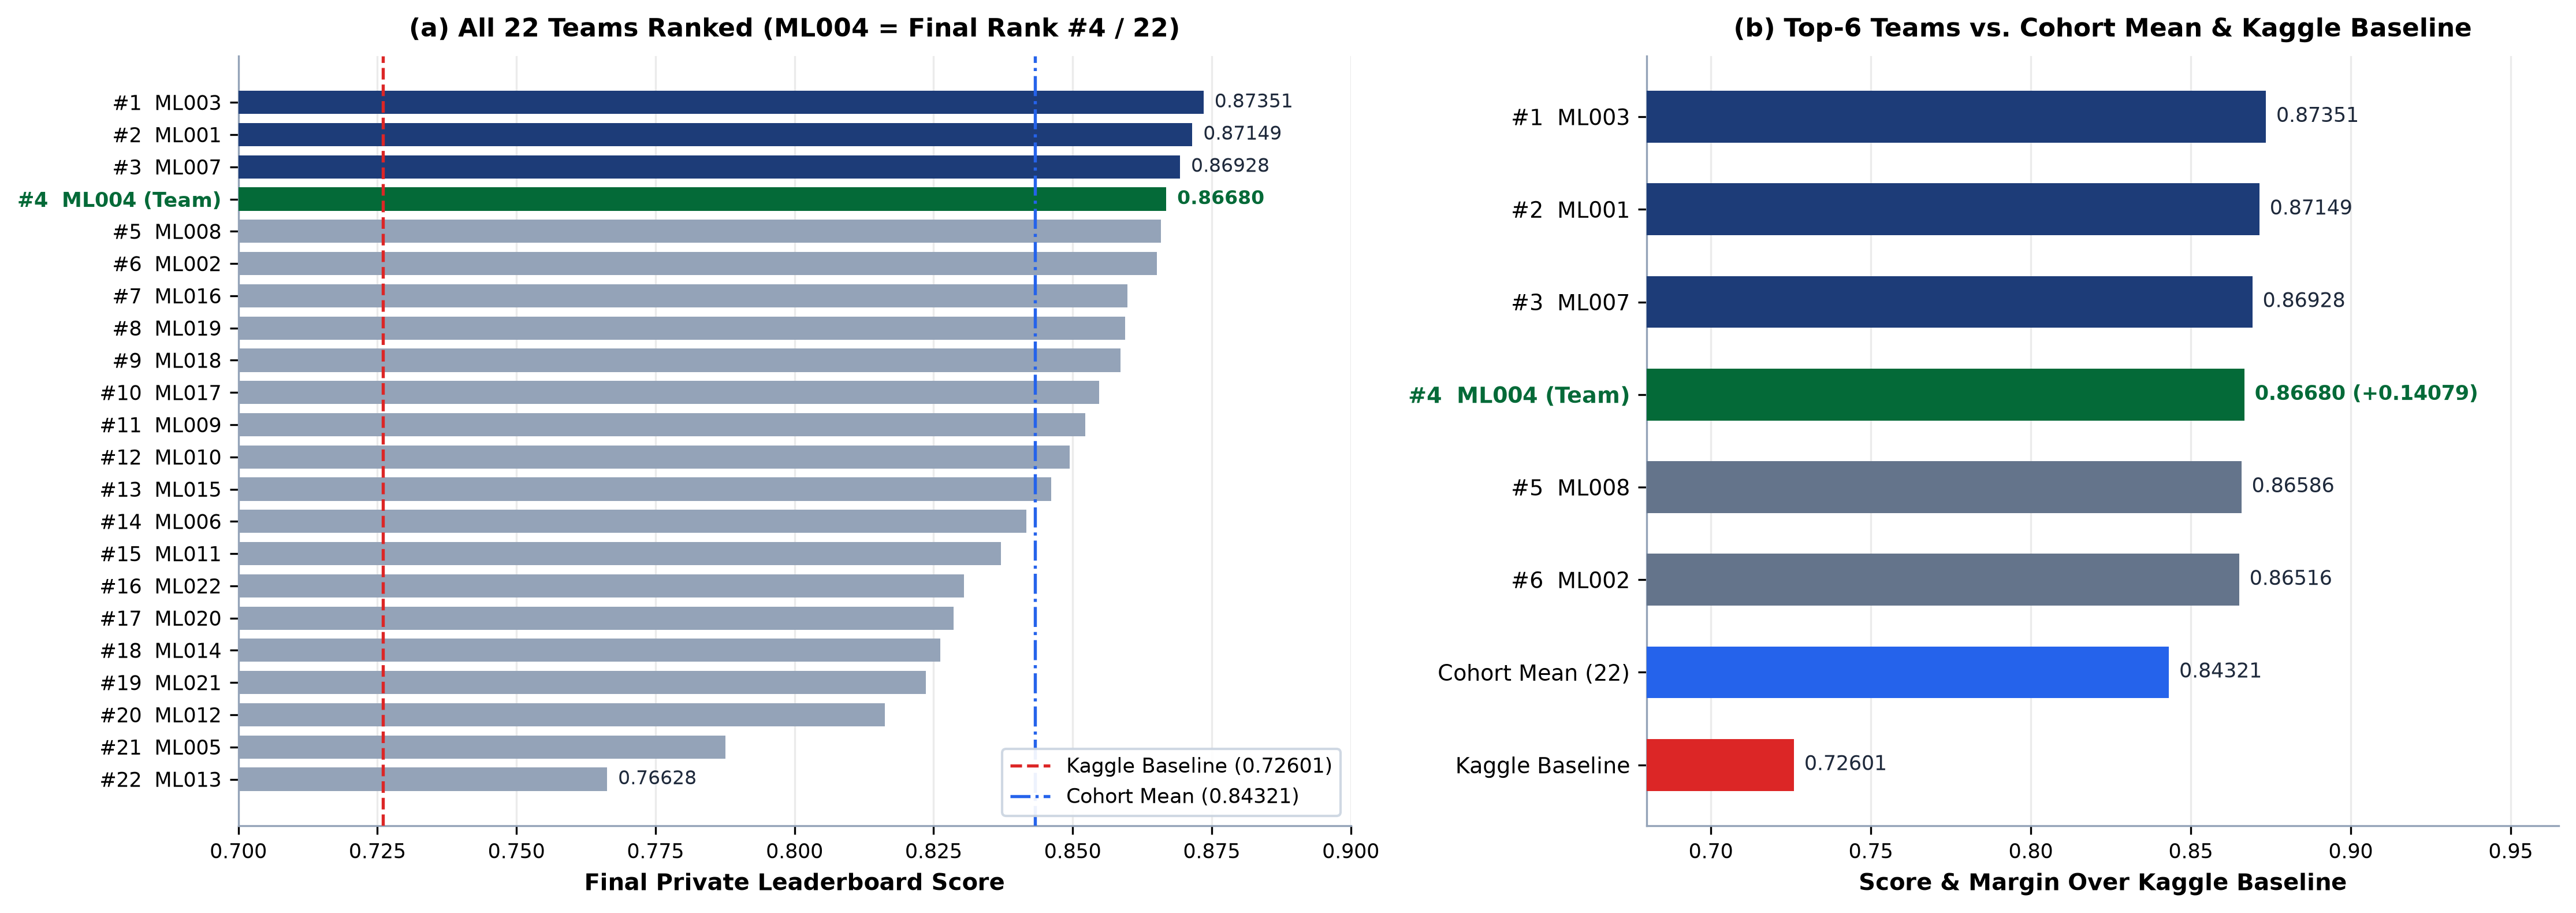 (a) All 22 Teams Ranked (ML004 = Final Rank #4 / 22)
#1 ML003 0.87351
#2 ML001 0.87149
#3 ML007 0.86928
#4 ML004 (Team) 0.86680
#5 ML008
#6 ML002
#7 ML016
#8 ML019
#9 ML018
#10 ML017
#11 ML009
#12 ML010
#13 ML015
#14 ML006
#15 ML011
#16 ML022
#17 ML020
#18 ML014
#19 ML021
#20 ML012
#21 ML005
#22 ML013 0.76628
Kaggle Baseline (0.72601)
Cohort Mean (0.84321)
0.700 0.725 0.750 0.775 0.800 0.825 0.850 0.875 0.900
Final Private Leaderboard Score
(b) Top-6 Teams vs. Cohort Mean & Kaggle Baseline
#1 ML003 0.87351
#2 ML001 0.87149
#3 ML007 0.86928
#4 ML004 (Team) 0.86680 (+0.14079)
#5 ML008 0.86586
#6 ML002 0.86516
Cohort Mean (22) 0.84321
Kaggle Baseline 0.72601
0.70 0.75 0.80 0.85 0.90 0.95
Score & Margin Over Kaggle Baseline